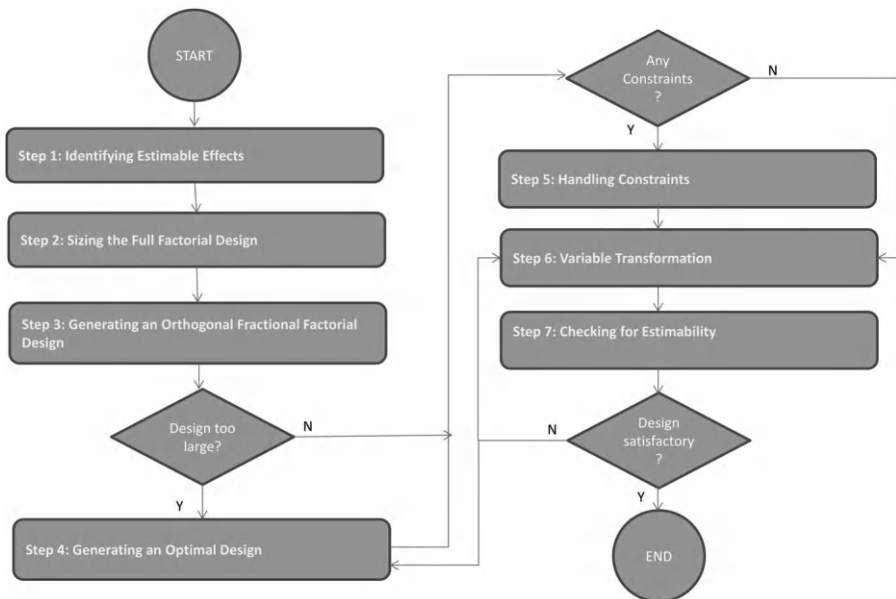 START
Step 1: Identifying Estimable Effects
Step 2: Sizing the Full Factorial Design
Step 3: Generating an Orthogonal Fractional Factorial
Design
Design too
large?
N
Y
Step 4: Generating an Optimal Design
Any
Constraints
?
N
Y
Step 5: Handling Constraints
Step 6: Variable Transformation
Step 7: Checking for Estimability
Design
satisfactory
?
N
Y
END